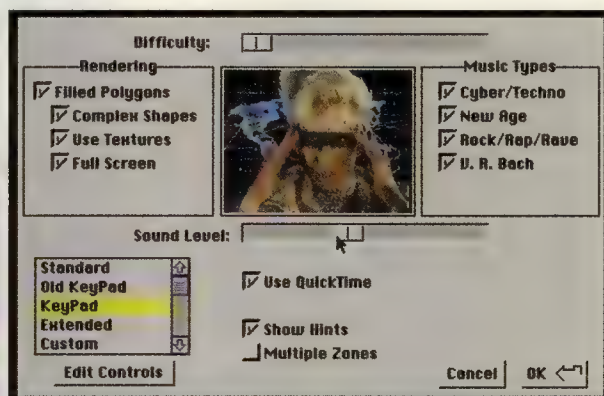 Difficulty:
Rendering
Filled Polygons
Complex Shapes
Use Textures
Full Screen
Music Types
Cyber/Techno
New Age
Rock/Rap/Rave
V. R. Bach
Sound Level:
Standard
Old KeyPad
KeyPad
Extended
Custom
Edit Controls
Use QuickTime
Show Hints
Multiple Zones
Cancel
OK